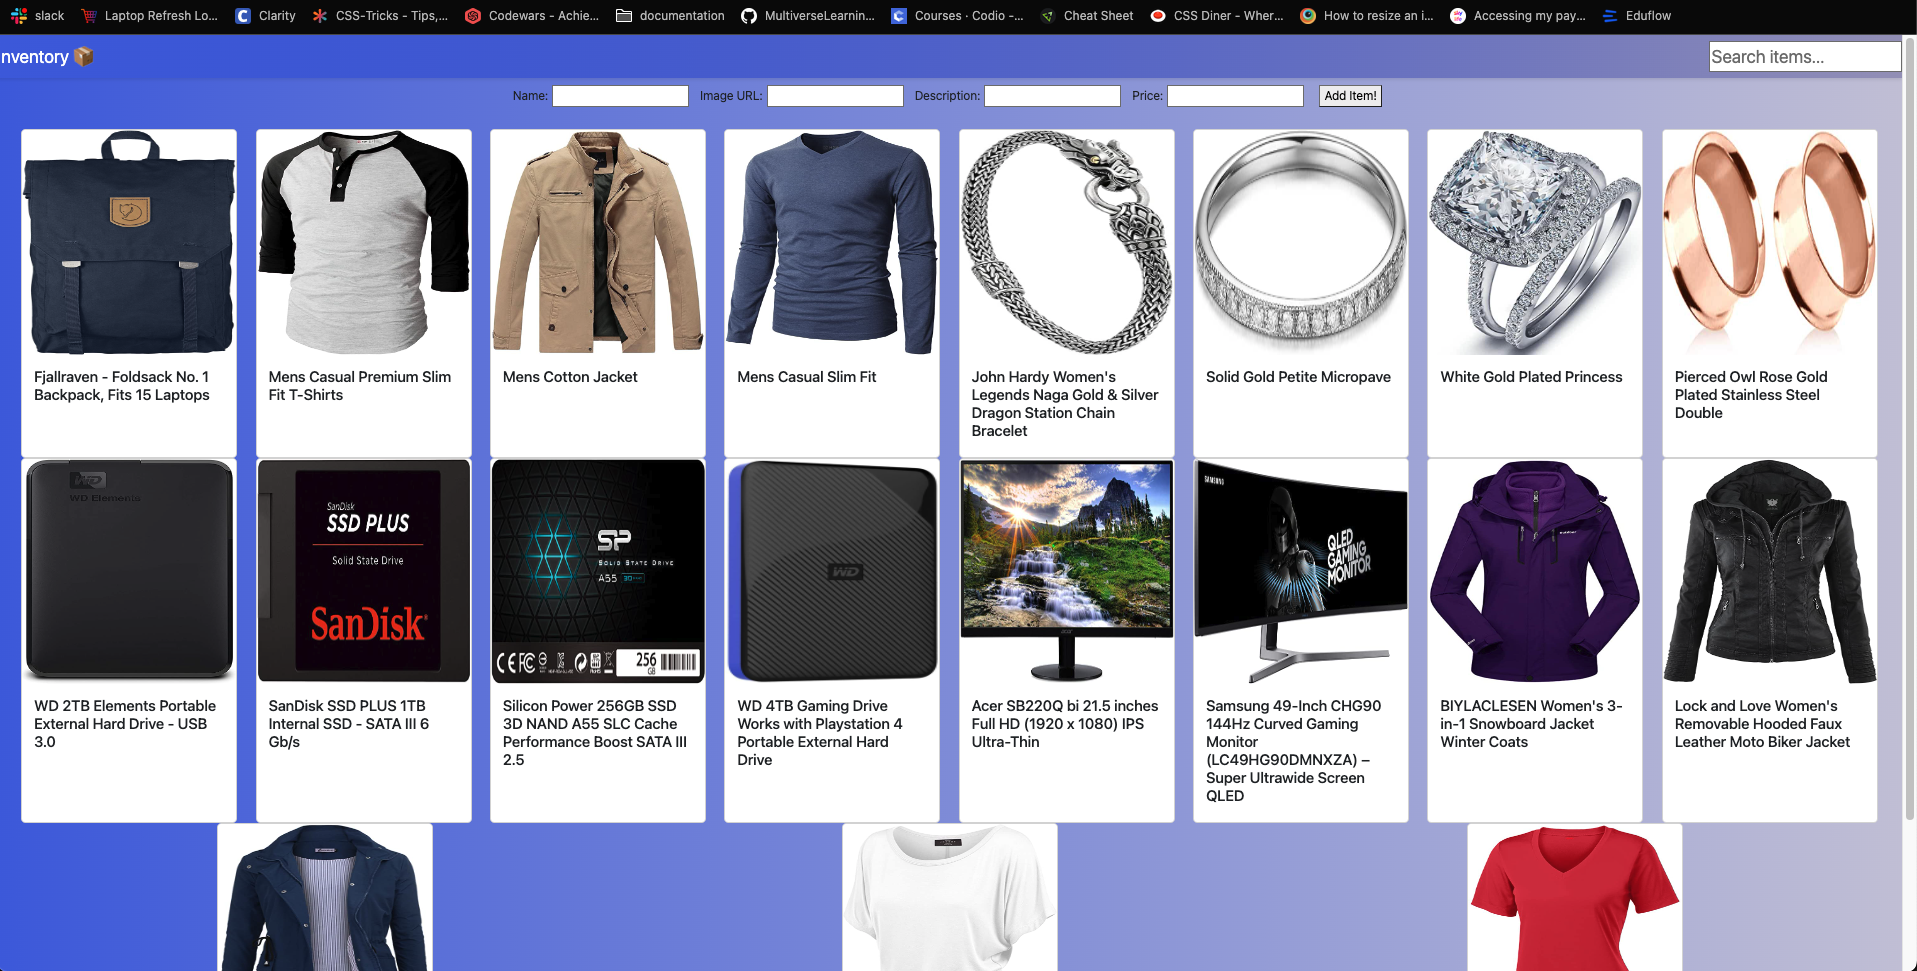 slack
Laptop Refresh Lo...
Clarity
CSS-Tricks - Tips,...
Codewars - Achie...
documentation
MultiverseLearnin...
Courses · Codio -...
Cheat Sheet
CSS Diner - Wher...
How to resize an i...
Accessing my pay...
Eduflow
nventory 📦
Search items...
Name:
Image URL:
Description:
Price:
Add Item!
Fjallraven - Foldsack No. 1
Backpack, Fits 15 Laptops
Mens Casual Premium Slim
Fit T-Shirts
Mens Cotton Jacket
Mens Casual Slim Fit
John Hardy Women's
Legends Naga Gold & Silver
Dragon Station Chain
Bracelet
Solid Gold Petite Micropave
White Gold Plated Princess
Pierced Owl Rose Gold
Plated Stainless Steel
Double
WD
WD Elements
SanDisk
SSD PLUS
Solid State Drive
SanDisk
SP
SOLID STATE DRIVE
A55
256
GB
WD
acer
SAMSUNG
QLED
GAMING
MONITOR
WD 2TB Elements Portable
External Hard Drive - USB
3.0
SanDisk SSD PLUS 1TB
Internal SSD - SATA III 6
Gb/s
Silicon Power 256GB SSD
3D NAND A55 SLC Cache
Performance Boost SATA III
2.5
WD 4TB Gaming Drive
Works with Playstation 4
Portable External Hard
Drive
Acer SB220Q bi 21.5 inches
Full HD (1920 x 1080) IPS
Ultra-Thin
Samsung 49-Inch CHG90
144Hz Curved Gaming
Monitor
(LC49HG90DMNXZA) –
Super Ultrawide Screen
QLED
BIYLACLESEN Women's 3-
in-1 Snowboard Jacket
Winter Coats
Lock and Love Women's
Removable Hooded Faux
Leather Moto Biker Jacket